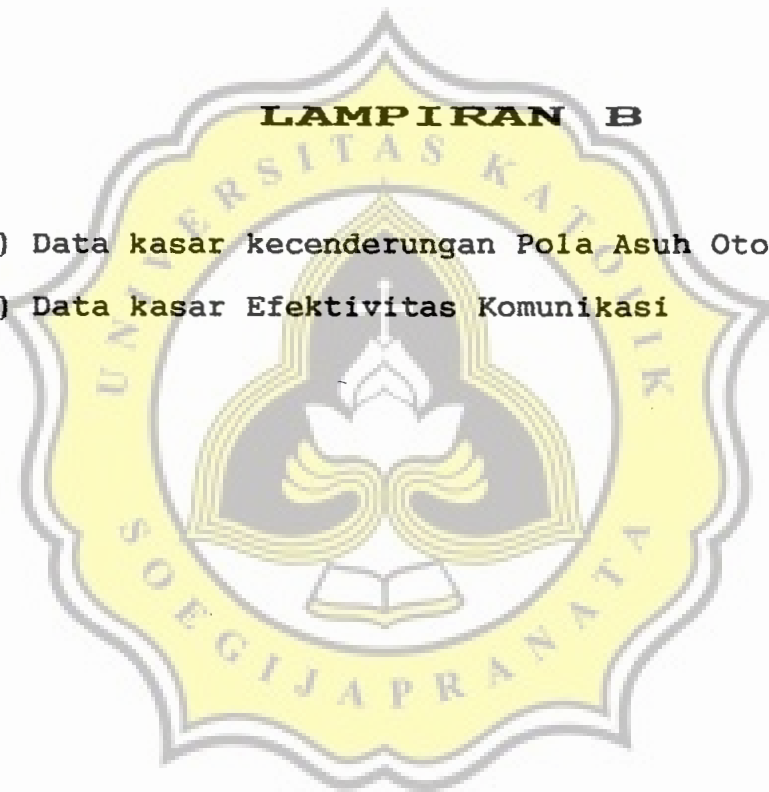 LAMPIRAN B
) Data kasar kecenderungan Pola Asuh Oto
) Data kasar Efektivitas Komunikasi
UNIVERSITAS KATOLIK
SOEGIJAPRANATA